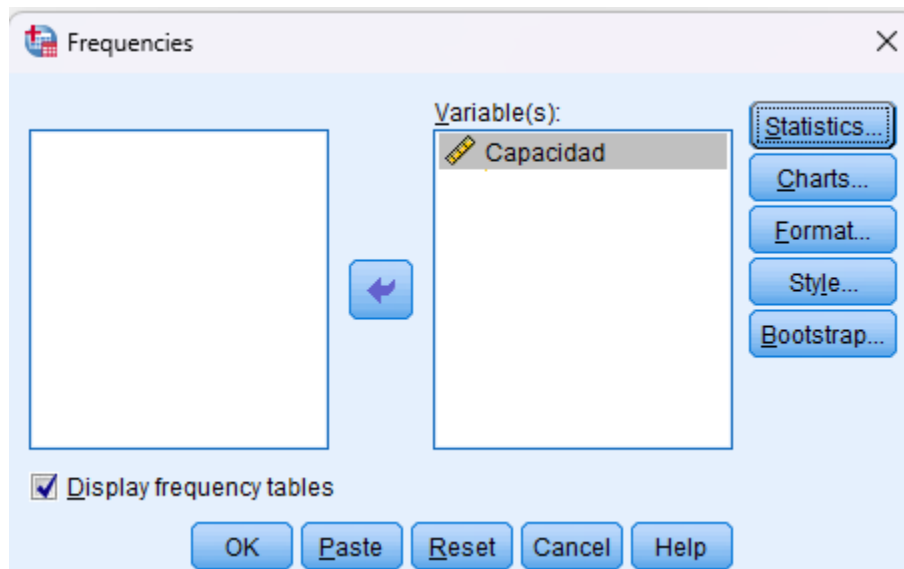 Frequencies
Variable(s):
Capacidad
Statistics...
Charts...
Format...
Style...
Bootstrap...
Display frequency tables
OK
Paste
Reset
Cancel
Help